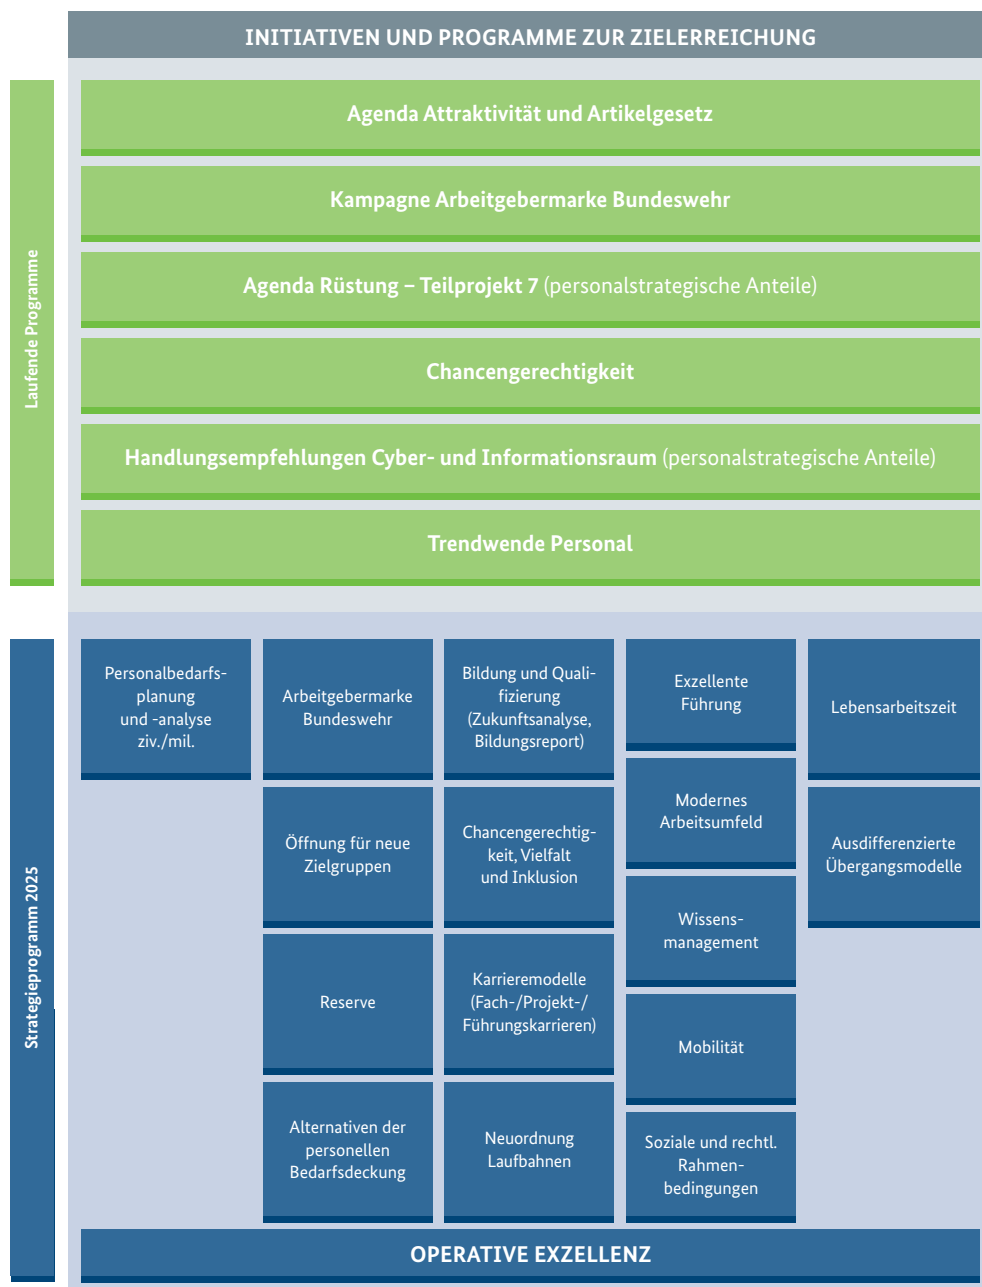 INITIATIVEN UND PROGRAMME ZUR ZIELERREICHUNG
Laufende Programme
Agenda Attraktivität und Artikelgesetz
Kampagne Arbeitgebermarke Bundeswehr
Agenda Rüstung – Teilprojekt 7 (personalstrategische Anteile)
Chancengerechtigkeit
Handlungsempfehlungen Cyber- und Informationsraum (personalstrategische Anteile)
Trendwende Personal
Strategieprogramm 2025
Personalbedarfs-
planung
und -analyse
ziv./mil.
Arbeitgebermarke
Bundeswehr
Öffnung für neue
Zielgruppen
Reserve
Alternativen der
personellen
Bedarfsdeckung
Bildung und Quali-
fizierung
(Zukunftsanalyse,
Bildungsreport)
Chancengerechtig-
keit, Vielfalt
und Inklusion
Karrieremodelle
(Fach-/Projekt-/
Führungskarrieren)
Neuordnung
Laufbahnen
Exzellente
Führung
Modernes
Arbeitsumfeld
Wissens-
management
Mobilität
Soziale und rechtl.
Rahmen-
bedingungen
Lebensarbeitszeit
Ausdifferenzierte
Übergangsmodelle
OPERATIVE EXZELLENZ